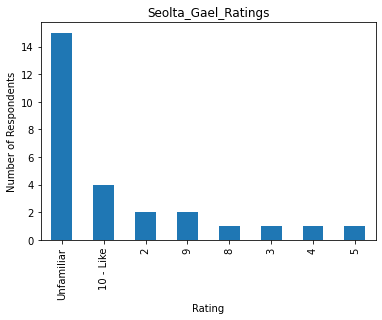 Seolta_Gael_Ratings
Number of Respondents
14
12
10
8
6
4
2
0
Unfamiliar
10 - Like
2
9
8
3
4
5
Rating